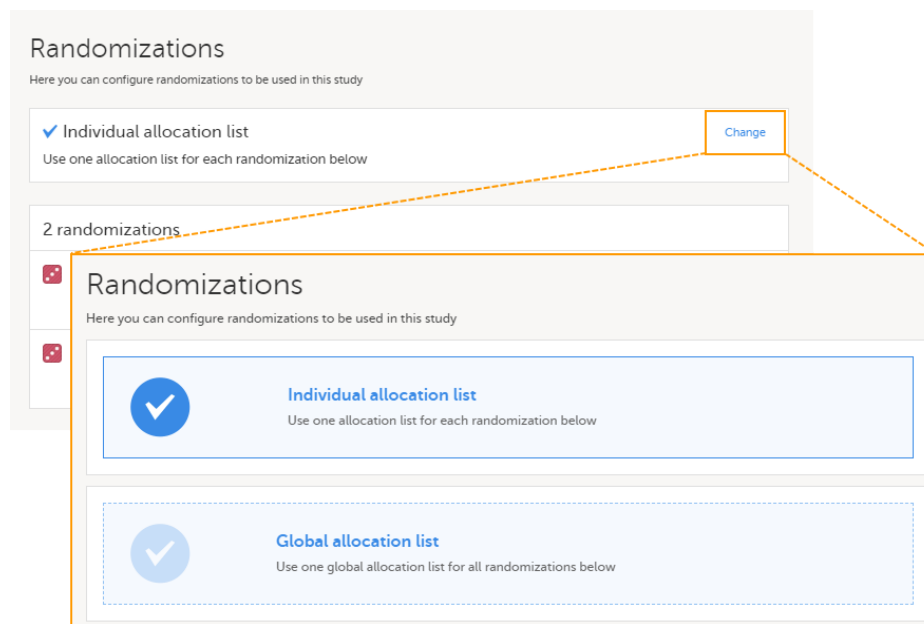 Randomizations
Here you can configure randomizations to be used in this study
Individual allocation list
Change
Use one allocation list for each randomization below
2 randomizations
Randomizations
Here you can configure randomizations to be used in this study
Individual allocation list
Use one allocation list for each randomization below
Global allocation list
Use one global allocation list for all randomizations below